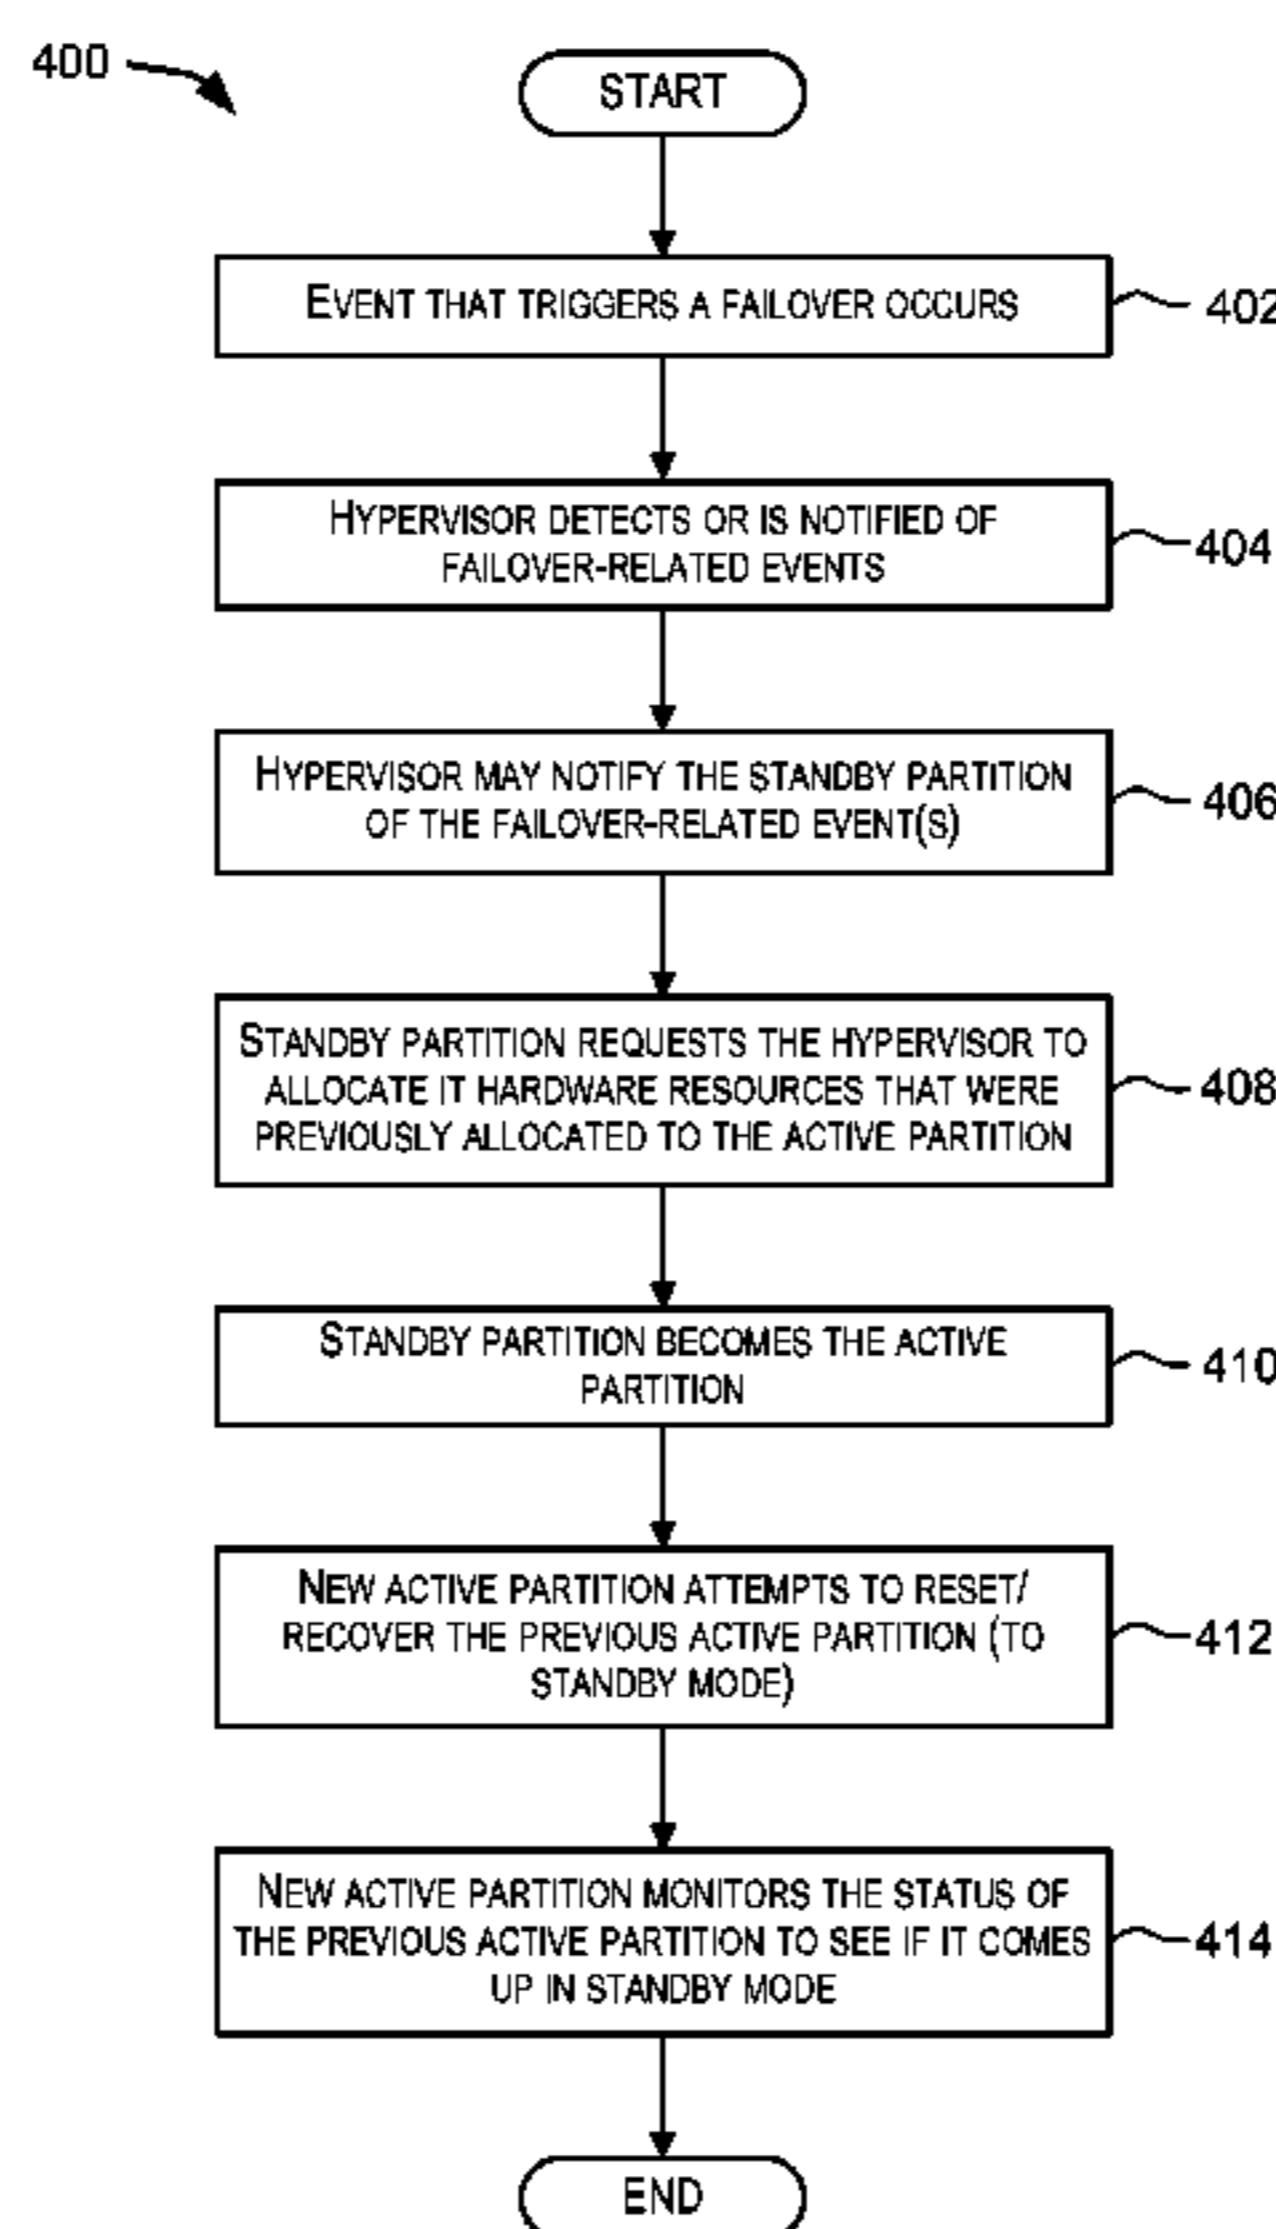 400
START
EVENT THAT TRIGGERS A FAILOVER OCCURS
402
HYPERVISOR DETECTS OR IS NOTIFIED OF
FAILOVER-RELATED EVENTS
404
HYPERVISOR MAY NOTIFY THE STANDBY PARTITION
OF THE FAILOVER-RELATED EVENT(S)
406
STANDBY PARTITION REQUESTS THE HYPERVISOR TO
ALLOCATE IT HARDWARE RESOURCES THAT WERE
PREVIOUSLY ALLOCATED TO THE ACTIVE PARTITION
408
STANDBY PARTITION BECOMES THE ACTIVE
PARTITION
410
NEW ACTIVE PARTITION ATTEMPTS TO RESET/
RECOVER THE PREVIOUS ACTIVE PARTITION (TO
STANDBY MODE)
412
NEW ACTIVE PARTITION MONITORS THE STATUS OF
THE PREVIOUS ACTIVE PARTITION TO SEE IF IT COMES
UP IN STANDBY MODE
414
END